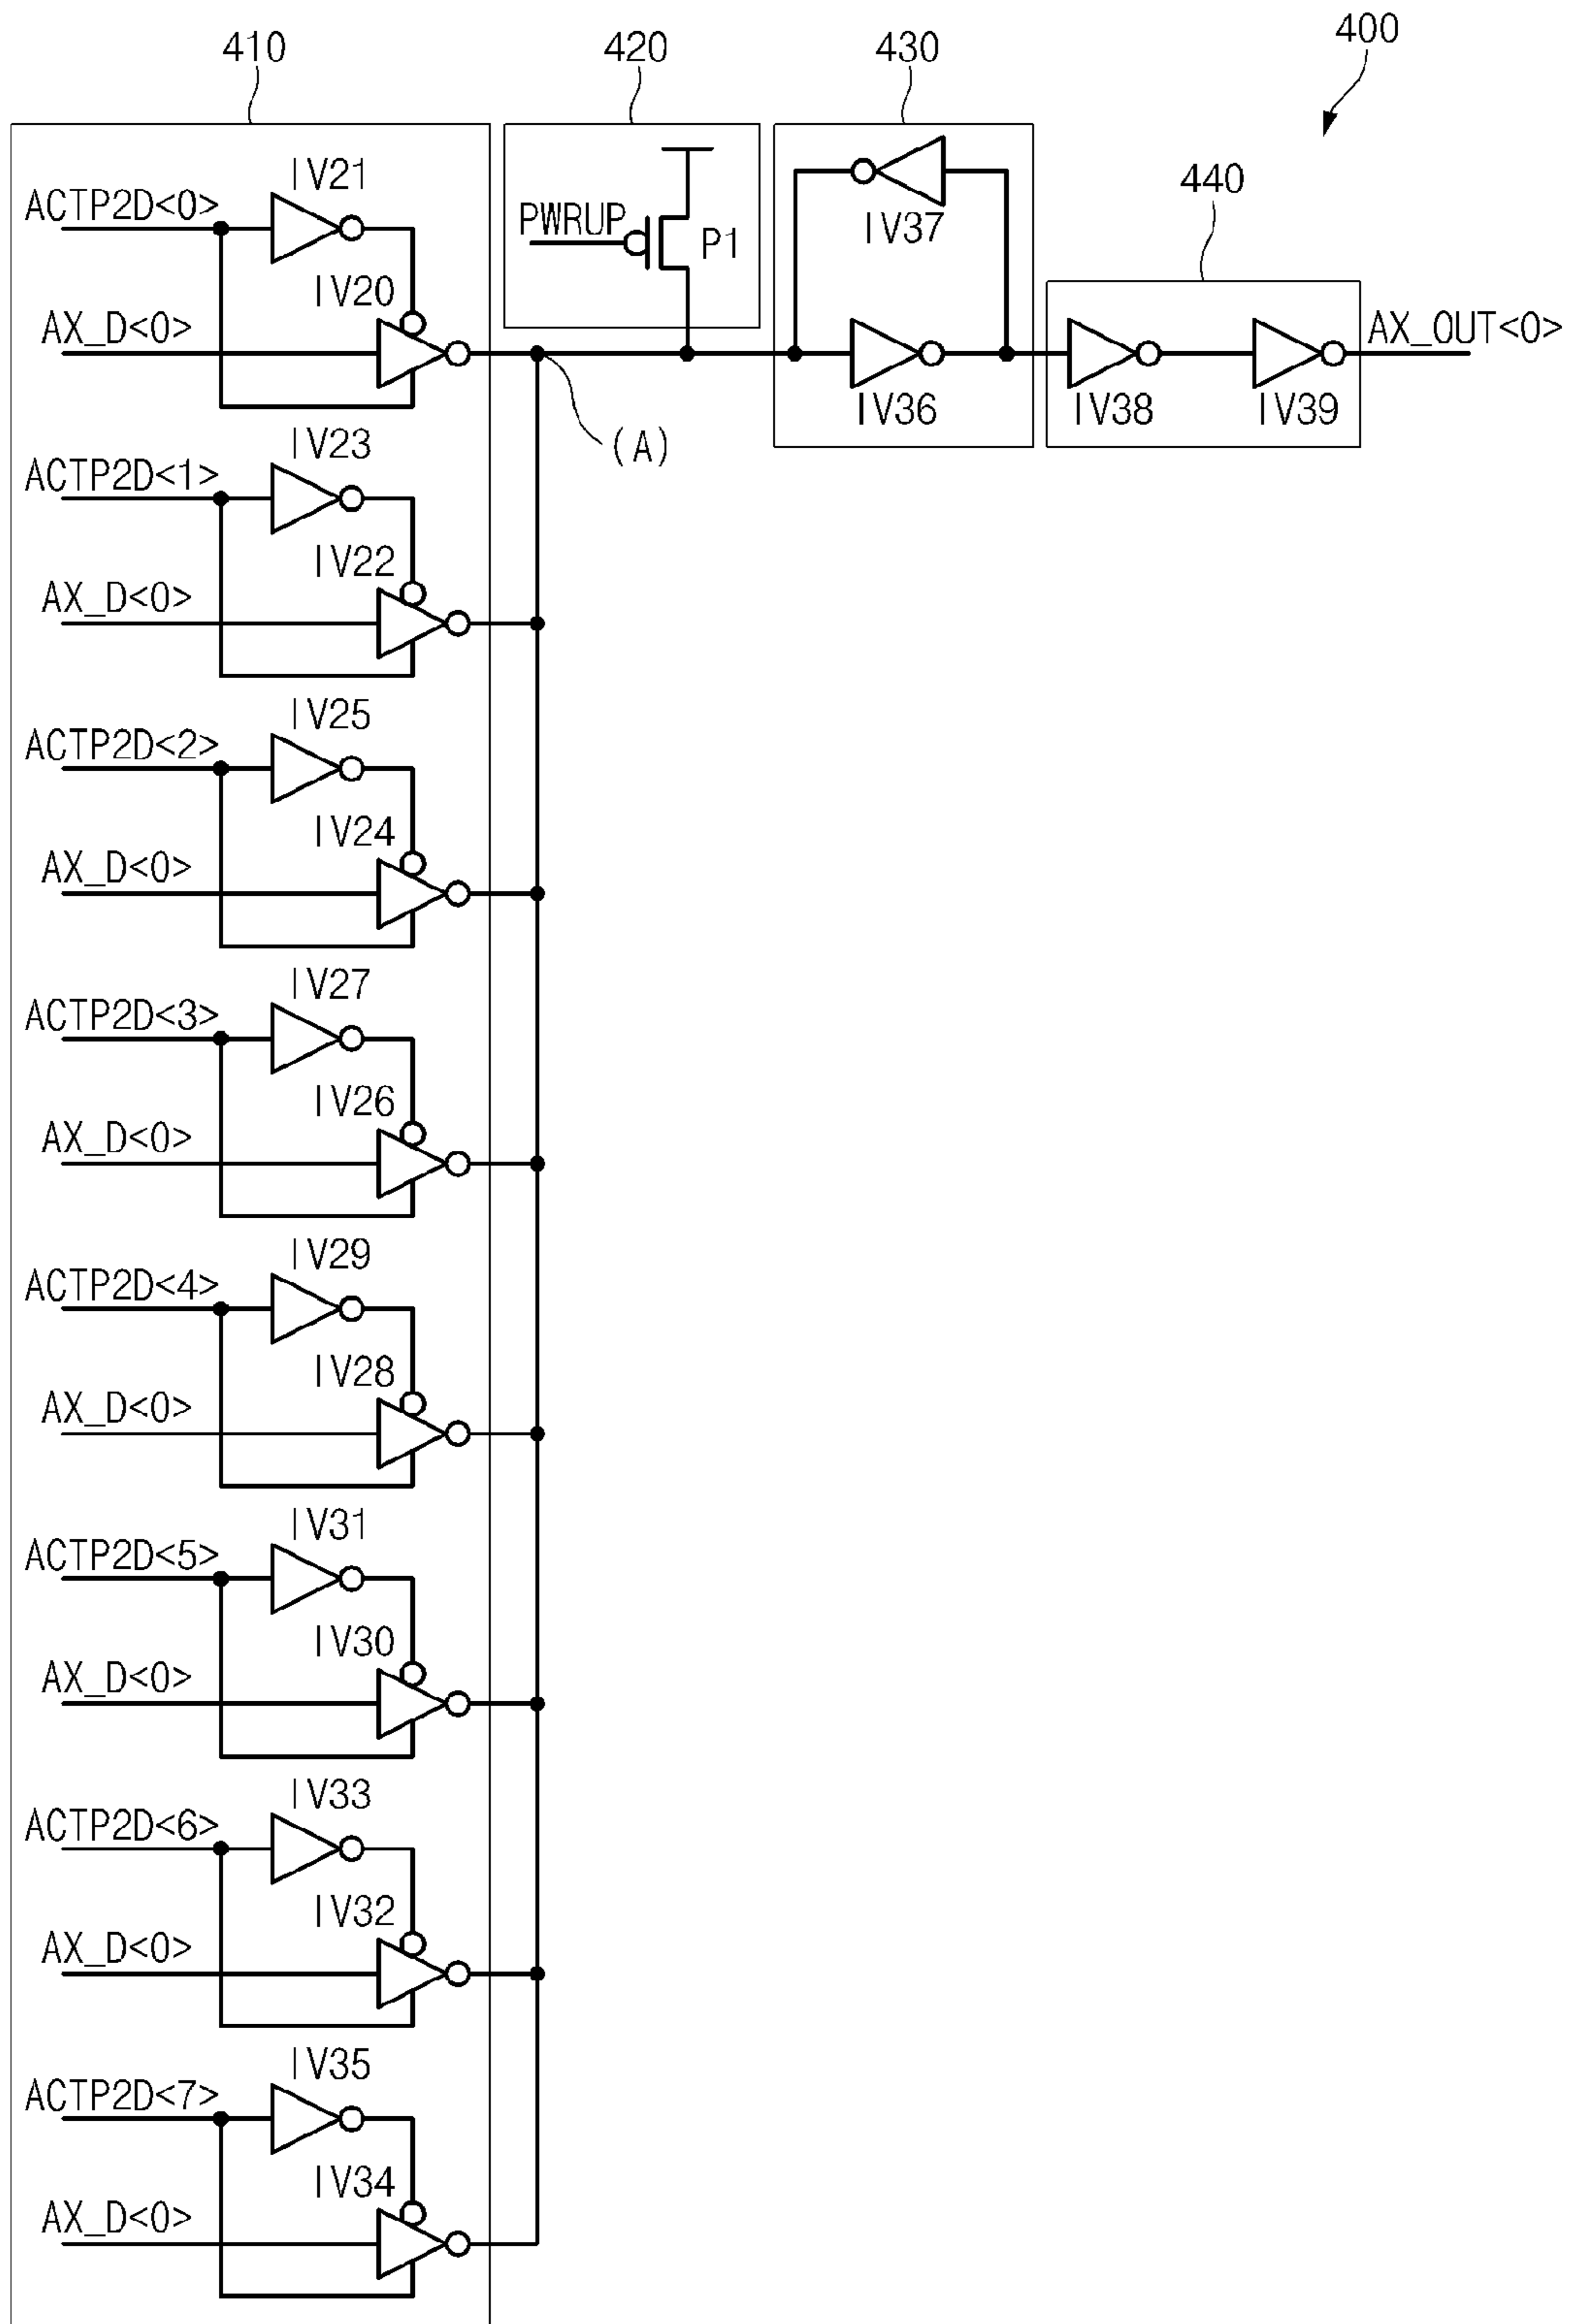 400
410
420
430
440
ACTP2D<0>
IV21
IV20
AX_D<0>
PWRUP
P1
IV37
IV36
IV38
IV39
AX_OUT<0>
(A)
ACTP2D<1>
IV23
IV22
AX_D<0>
ACTP2D<2>
IV25
IV24
AX_D<0>
ACTP2D<3>
IV27
IV26
AX_D<0>
ACTP2D<4>
IV29
IV28
AX_D<0>
ACTP2D<5>
IV31
IV30
AX_D<0>
ACTP2D<6>
IV33
IV32
AX_D<0>
ACTP2D<7>
IV35
IV34
AX_D<0>